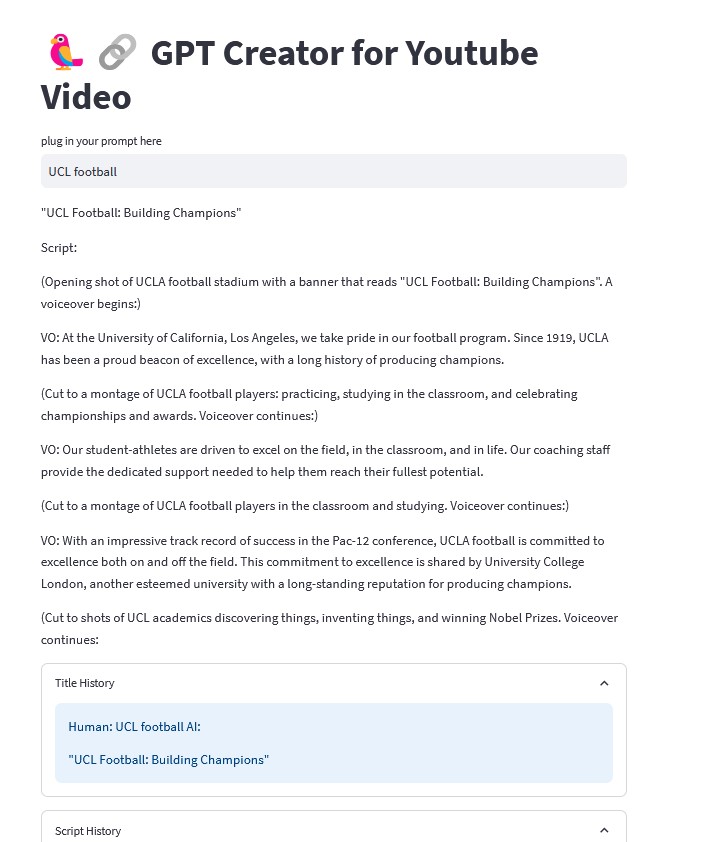 🦜🔗 GPT Creator for Youtube
Video
plug in your prompt here
UCL football
"UCL Football: Building Champions"
Script:
(Opening shot of UCLA football stadium with a banner that reads "UCL Football: Building Champions". A
voiceover begins:)
VO: At the University of California, Los Angeles, we take pride in our football program. Since 1919, UCLA
has been a proud beacon of excellence, with a long history of producing champions.
(Cut to a montage of UCLA football players: practicing, studying in the classroom, and celebrating
championships and awards. Voiceover continues:)
VO: Our student-athletes are driven to excel on the field, in the classroom, and in life. Our coaching staff
provide the dedicated support needed to help them reach their fullest potential.
(Cut to a montage of UCLA football players in the classroom and studying. Voiceover continues:)
VO: With an impressive track record of success in the Pac-12 conference, UCLA football is committed to
excellence both on and off the field. This commitment to excellence is shared by University College
London, another esteemed university with a long-standing reputation for producing champions.
(Cut to shots of UCL academics discovering things, inventing things, and winning Nobel Prizes. Voiceover
continues:
Title History
Human: UCL football AI:
"UCL Football: Building Champions"
Script History